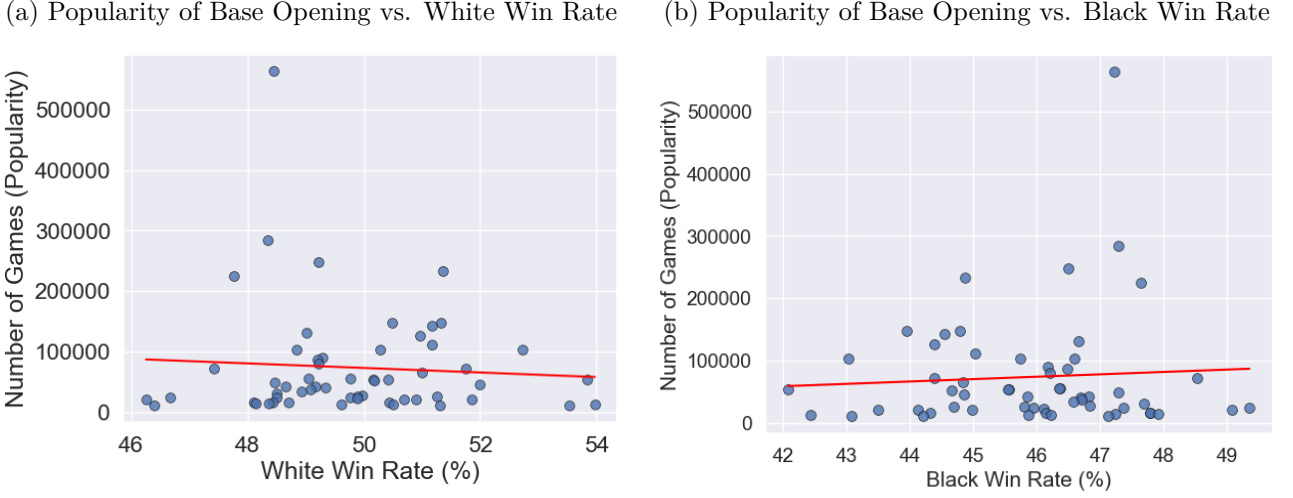 (a) Popularity of Base Opening vs. White Win Rate
Number of Games (Popularity)
500000
400000
300000
200000
100000
0
46 48 50 52 54
White Win Rate (%)
(b) Popularity of Base Opening vs. Black Win Rate
Number of Games (Popularity)
500000
400000
300000
200000
100000
0
42 43 44 45 46 47 48 49
Black Win Rate (%)